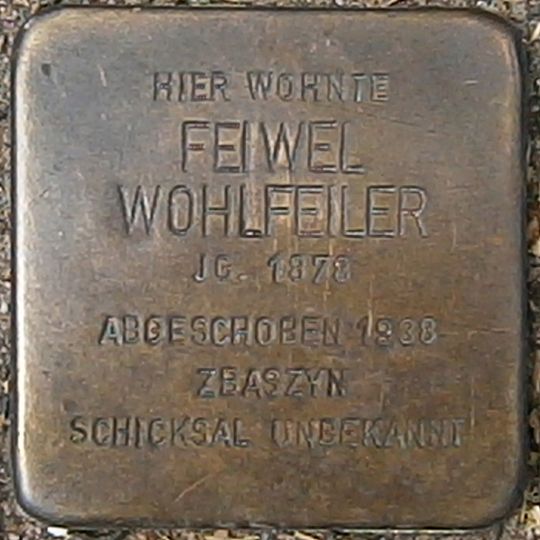 HIER WOHNTE
FEIWEL
WOHLFEILER
JG. 1878
ABGESCHOBEN 1938
ZBASZYN
SCHICKSAL UNBEKANNT